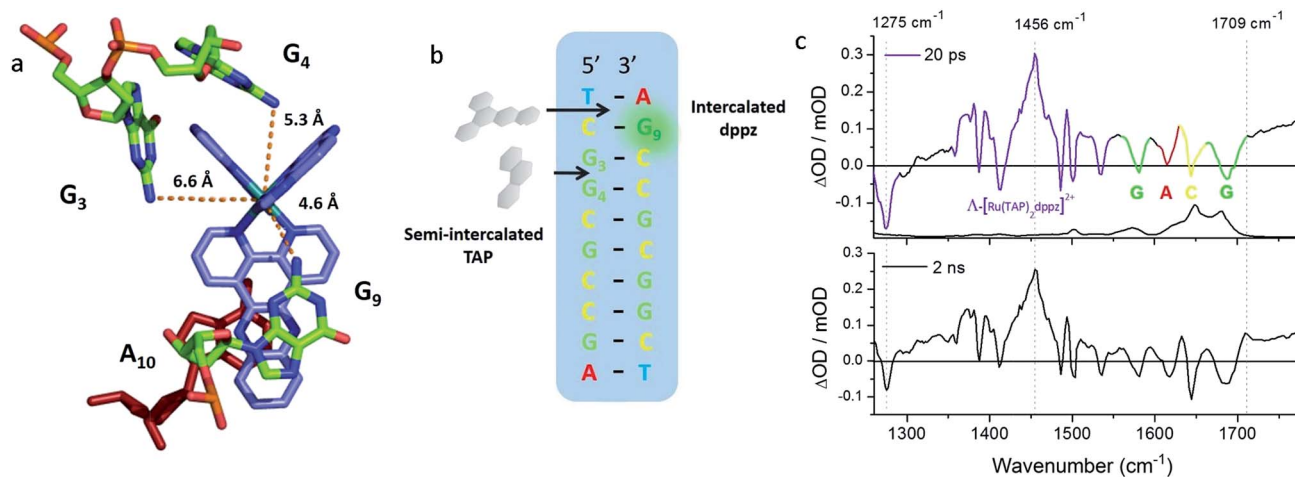 a
G4
G3
5.3 Å
6.6 Å
4.6 Å
G9
A10
b
5’ 3’
T - A
C - G9
G3 - C
G4 - C
C - G
G - C
C - G
C - G
G - C
A - T
Intercalated
dppz
Semi-intercalated
TAP
c
1275 cm-1
1456 cm-1
1709 cm-1
20 ps
0.3
0.2
0.1
0.0
-0.1
ΔOD / mOD
Λ-[Ru(TAP)2dppz]2+
G A C G
2 ns
0.3
0.2
0.1
0.0
0.1
ΔOD / mOD
1300 1400 1500 1600 1700
Wavenumber (cm-1)